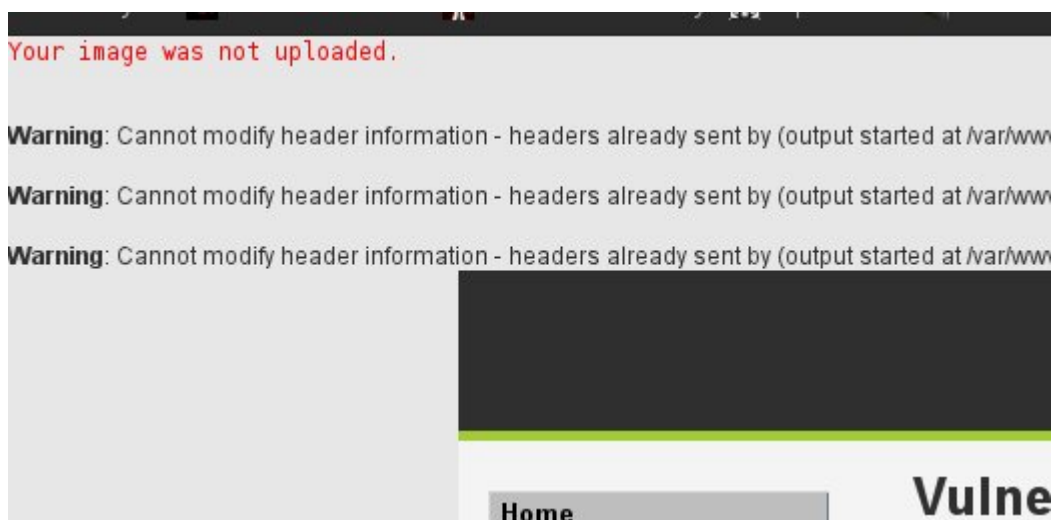 Your image was not uploaded.
Warning: Cannot modify header information - headers already sent by (output started at /var/www
Warning: Cannot modify header information - headers already sent by (output started at /var/www
Warning: Cannot modify header information - headers already sent by (output started at /var/www
Vulne
Home